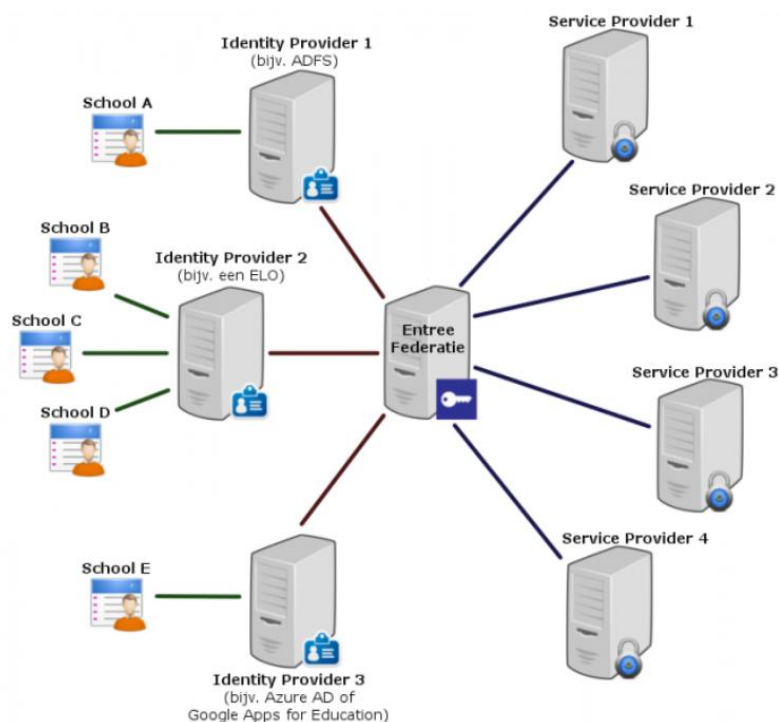 Service Provider 1
Identity Provider 1
(bijv. ADFS)
School A
Service Provider 2
School B
Identity Provider 2
(bijv. een ELO)
School C
Entree
Federatie
Service Provider 3
School D
Service Provider 4
School E
Identity Provider 3
(bijv. Azure AD of
Google Apps for Education)